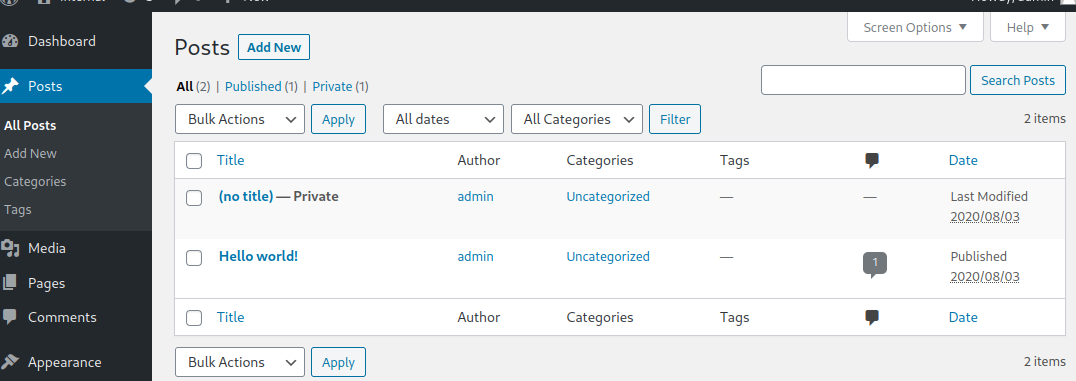 Screen Options ▼ Help ▼
Dashboard
Posts Add New
Posts
All (2) | Published (1) | Private (1)
Search Posts
Bulk Actions Apply All dates All Categories Filter 2 items
All Posts
Add New
Categories
Tags
Media
Pages
Comments
Appearance
Title Author Categories Tags Date
(no title) — Private admin Uncategorized — — Last Modified
2020/08/03
Hello world! admin Uncategorized — 1 Published
2020/08/03
Title Author Categories Tags Date
Bulk Actions Apply 2 items